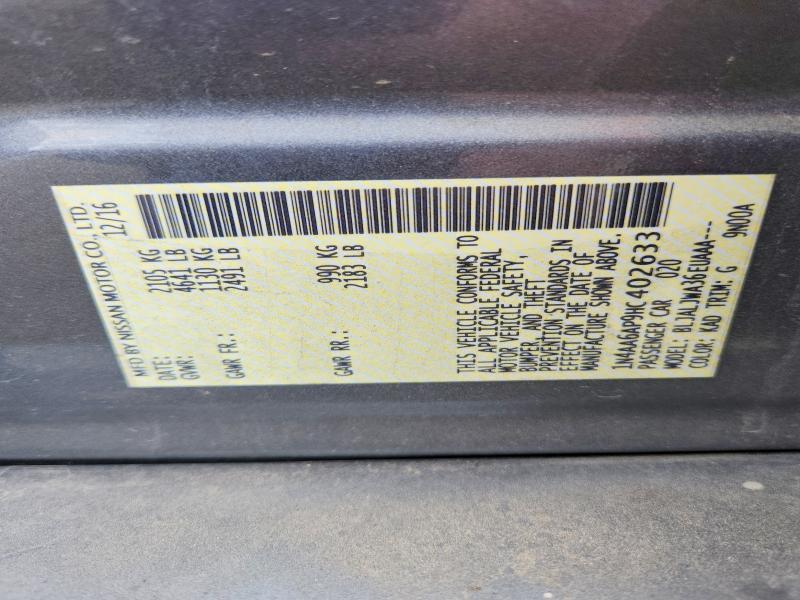 MFD BY NISSAN MOTOR CO., LTD.
DATE: 12/16
GVWR: 2105 KG
4641 LB
GAWR FR.: 1130 KG
2491 LB
GAWR RR.: 990 KG
2183 LB
THIS VEHICLE CONFORMS TO
ALL APPLICABLE FEDERAL
MOTOR VEHICLE SAFETY,
BUMPER, AND THEFT
PREVENTION STANDARDS IN
EFFECT ON THE DATE OF
MANUFACTURE SHOWN ABOVE.
1N4AA6AP9HC402633
PASSENGER CAR 020
MODEL: BLJALJWA36EUAAA---
COLOR: KAD TRIM: G 9N00A